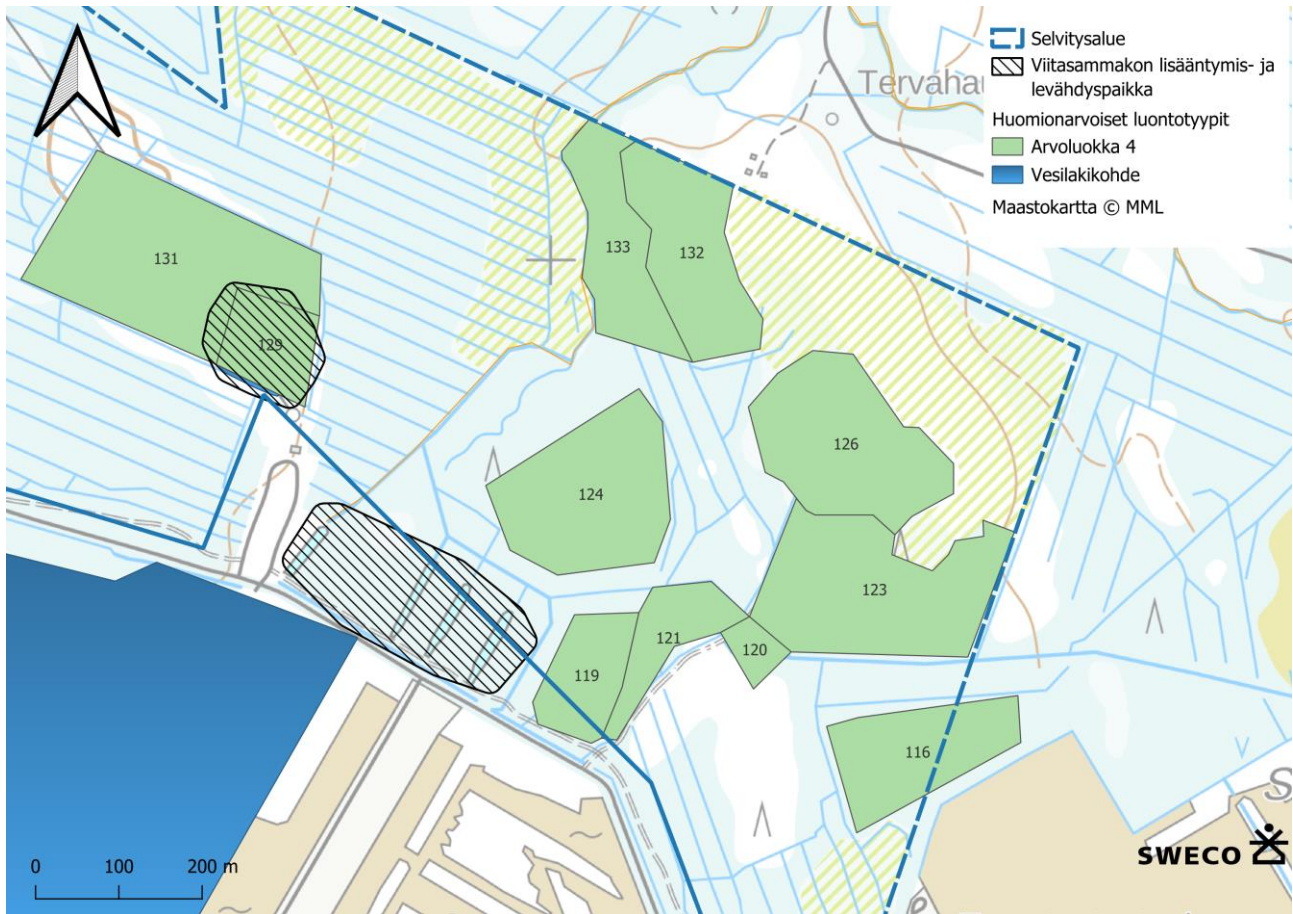 Selvitysalue
Viitasammakon lisääntymis- ja
levähdyspaikka
Huomionarvoiset luontotyypit
Arvoluokka 4
Vesilakikohde
Maastokartta © MML
Tervahau
133
132
131
129
126
124
123
121
120
119
116
S
0 100 200 m
SWECO